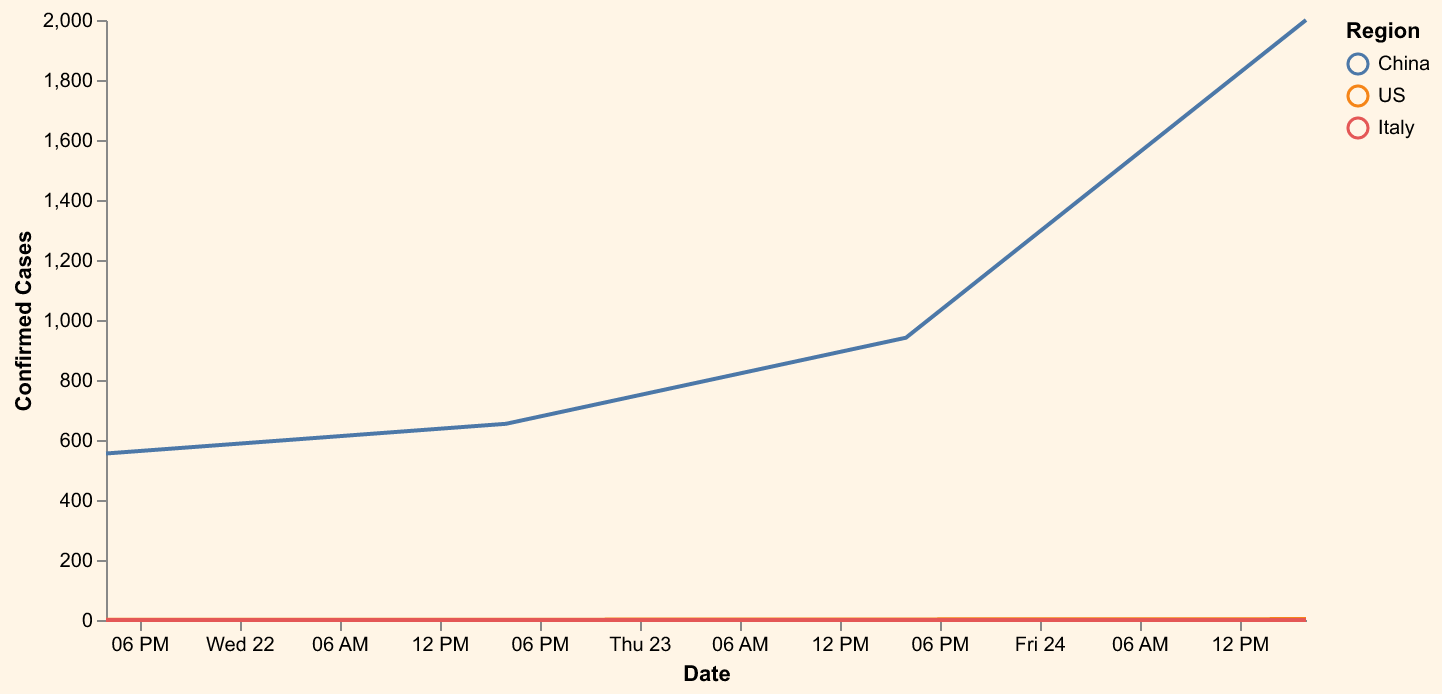 2,000
1,800
1,600
1,400
1,200
1,000
800
600
400
200
0
Confirmed Cases
06 PM Wed 22 06 AM 12 PM 06 PM Thu 23 06 AM 12 PM 06 PM Fri 24 06 AM 12 PM
Date
Region
China
US
Italy